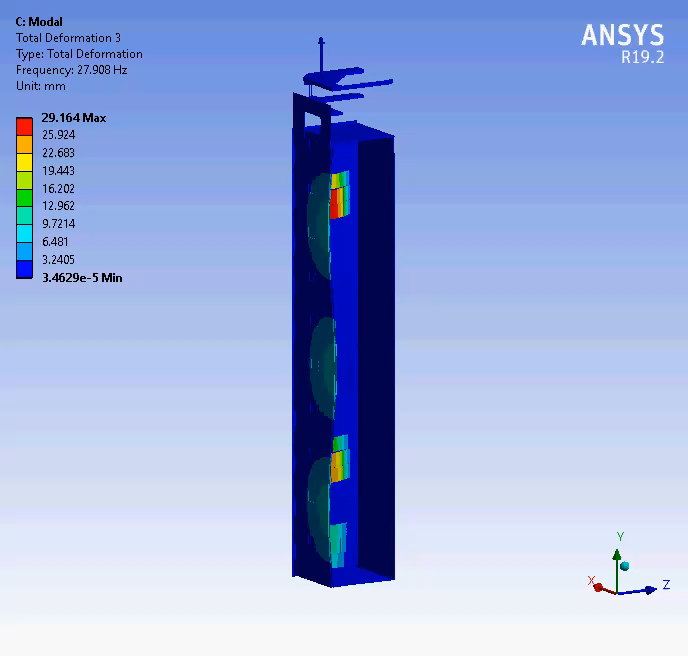 C: Modal
Total Deformation 3
Type: Total Deformation
Frequency: 27.908 Hz
Unit: mm
ANSYS
R19.2
29.164 Max
25.924
22.683
19.443
16.202
12.962
9.7214
6.481
3.2405
3.4629e-5 Min
Y
X
Z